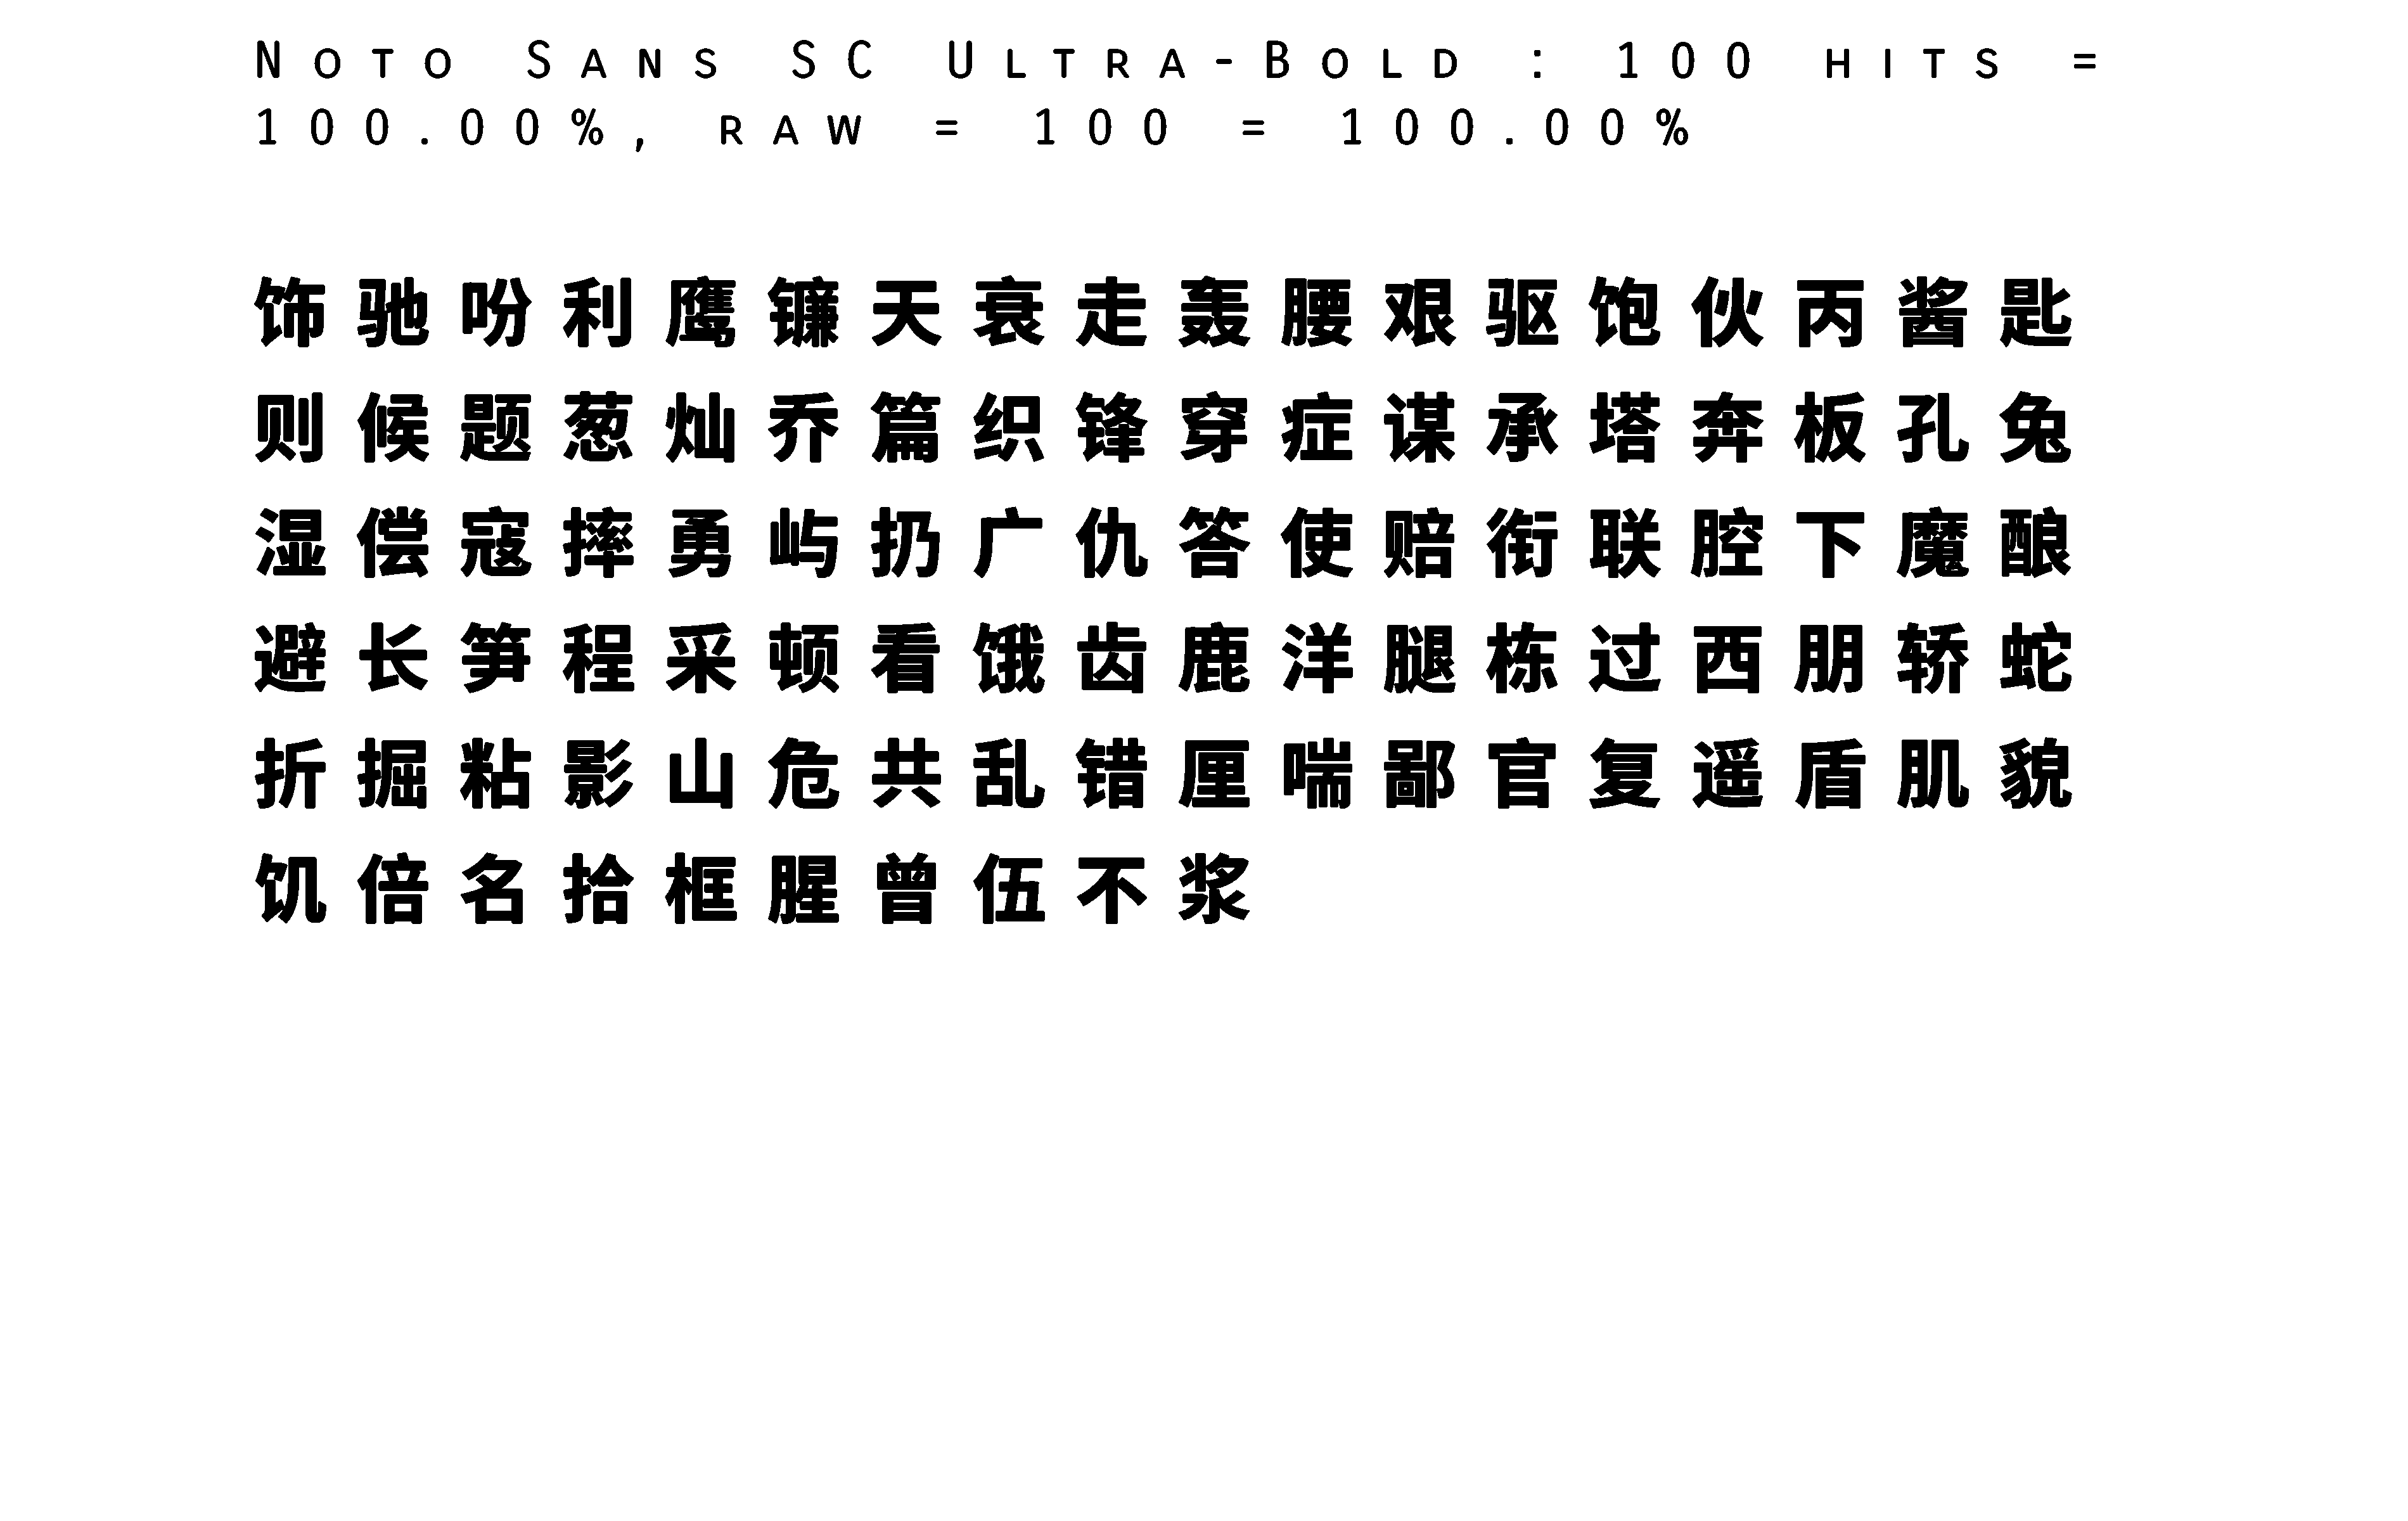 Noto Sans SC Ultra-Bold : 100 hits =
100.00%, raw = 100 = 100.00%
饰驰吩利鹰镰天衰走轰腰艰驱饱伙丙酱匙
则候题葱灿乔篇织锋穿症谋承塔奔板孔兔
湿偿寇摔勇屿扔广仇答使赔衔联腔下魔酿
避长笋程采顿看饿齿鹿洋腿栋过西朋轿蛇
折掘粘影山危共乱错厘喘鄙官复遥盾肌貌
饥倍名拾框腥曾伍不浆